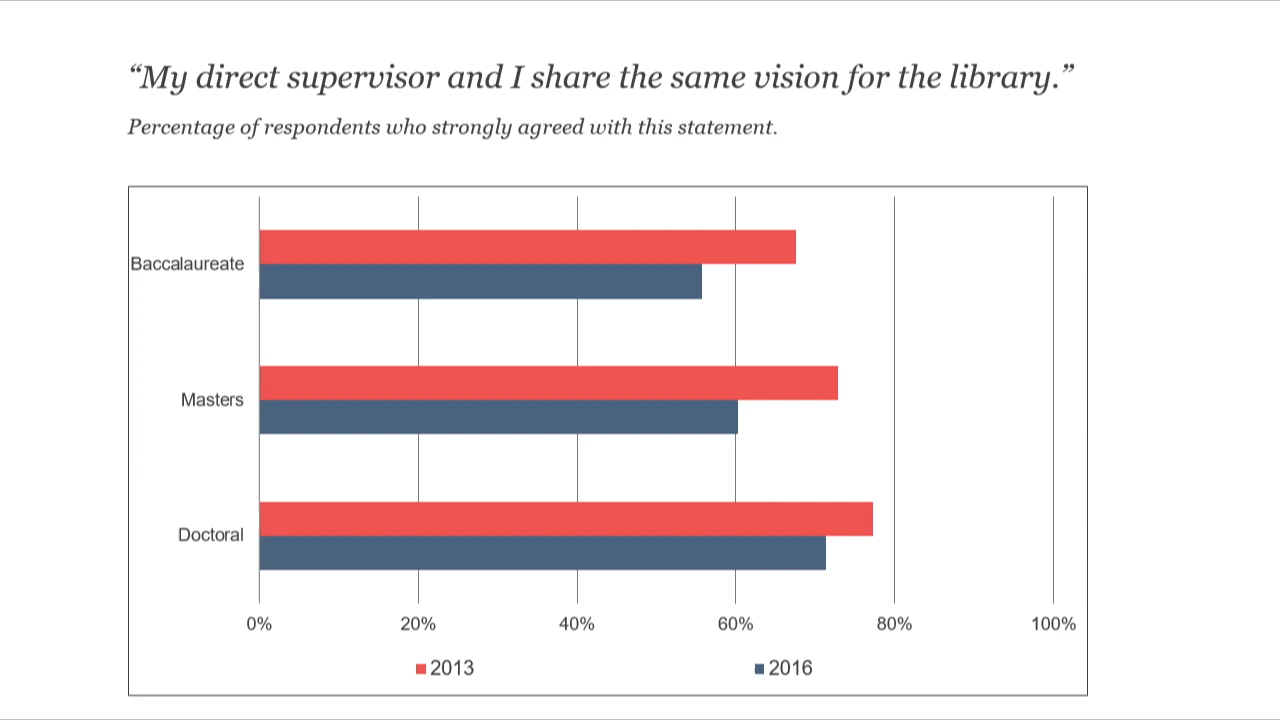 “My direct supervisor and I share the same vision for the library.”
Percentage of respondents who strongly agreed with this statement.
Baccalaureate
Masters
Doctoral
0% 20% 40% 60% 80% 100%
2013 2016